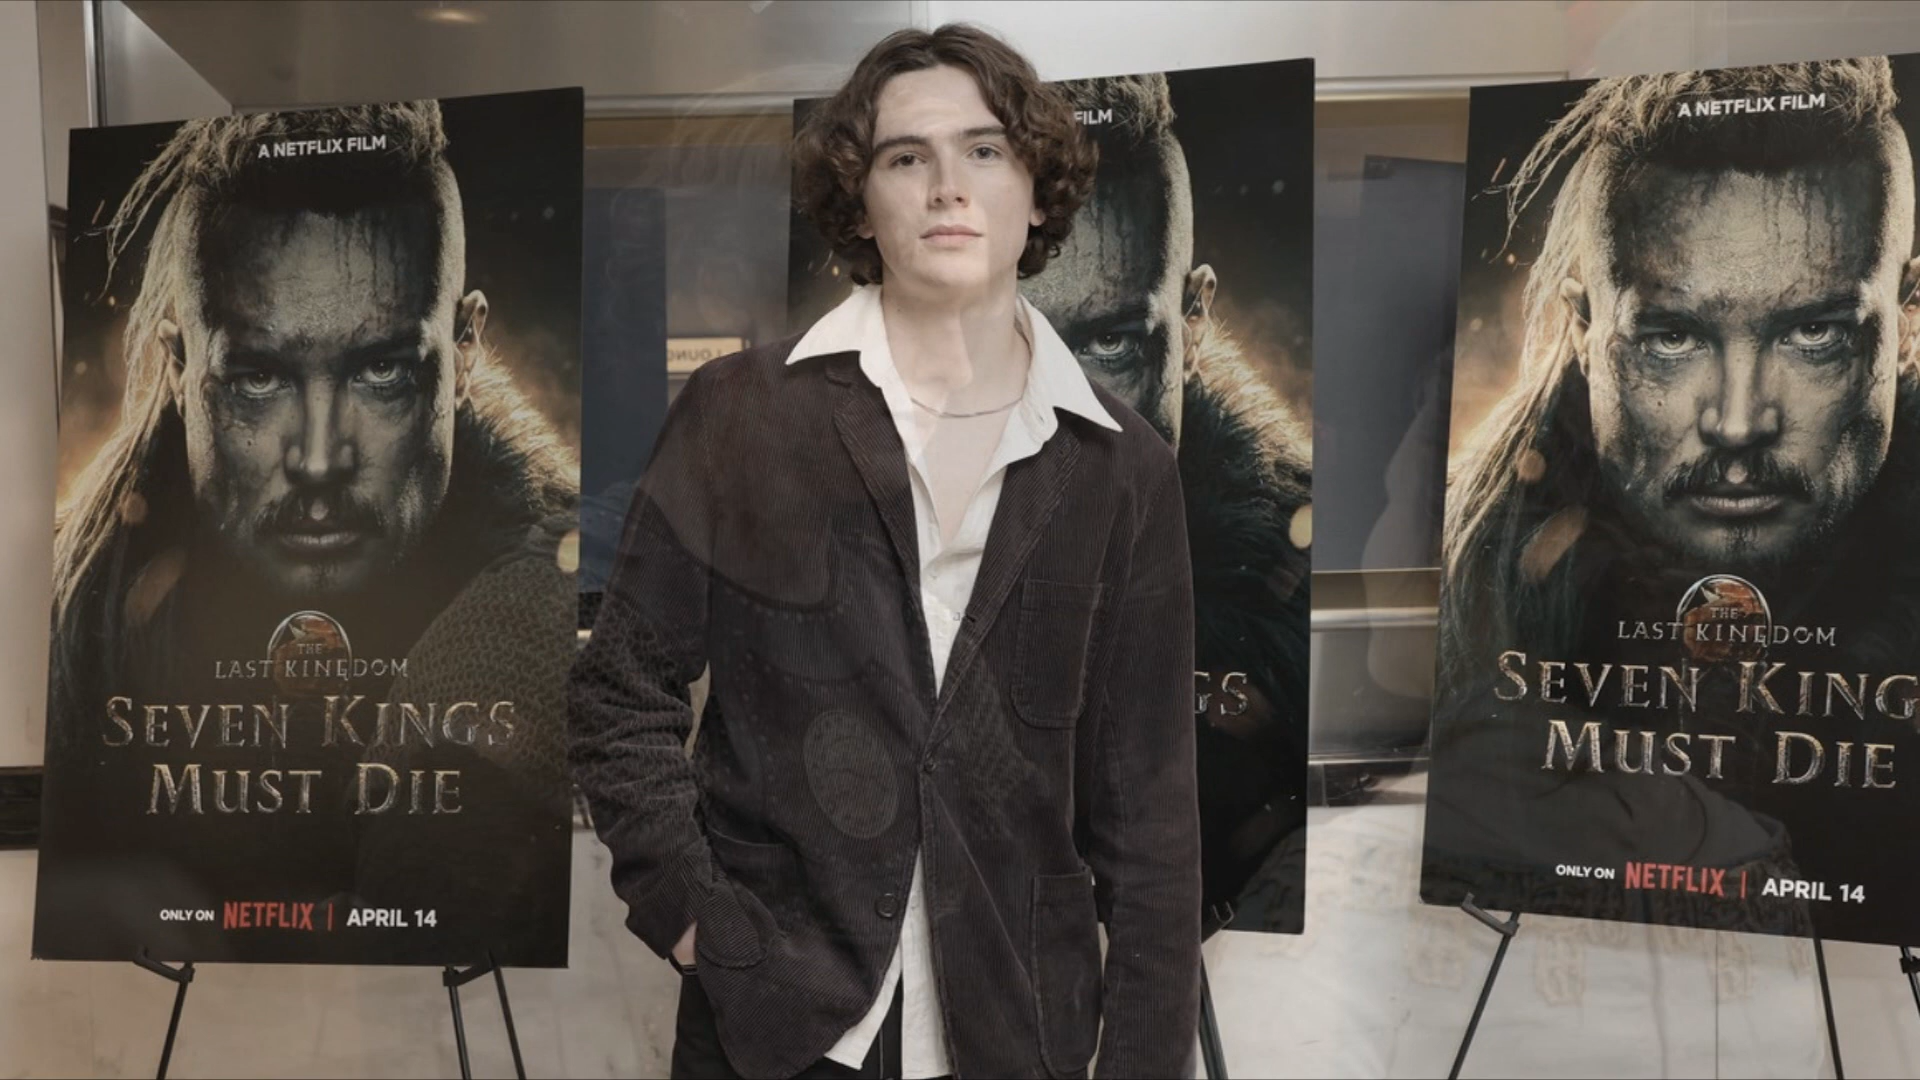 A NETFLIX FILM
THE
LAST KINGDOM
SEVEN KINGS
MUST DIE
ONLY ON NETFLIX | APRIL 14
FILM
GS
A NETFLIX FILM
THE
LAST KINGDOM
SEVEN KING
MUST DIE
ONLY ON NETFLIX | APRIL 14